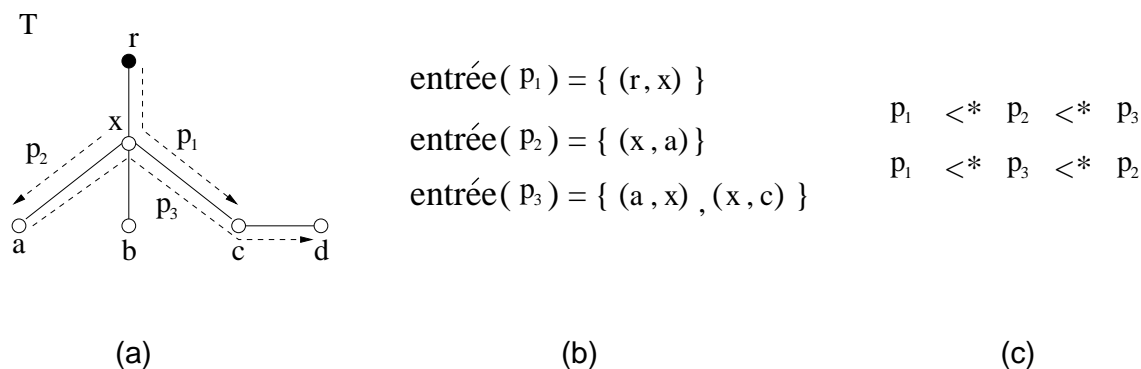 T
r
x
p₁
p₂
p₃
a b c d
entrée( p₁ ) = { (r, x) }
entrée( p₂ ) = { (x , a)}
entrée( p₃ ) = { (a , x) , (x , c) }
p₁ <* p₂ <* p₃
p₁ <* p₃ <* p₂
(a) (b) (c)